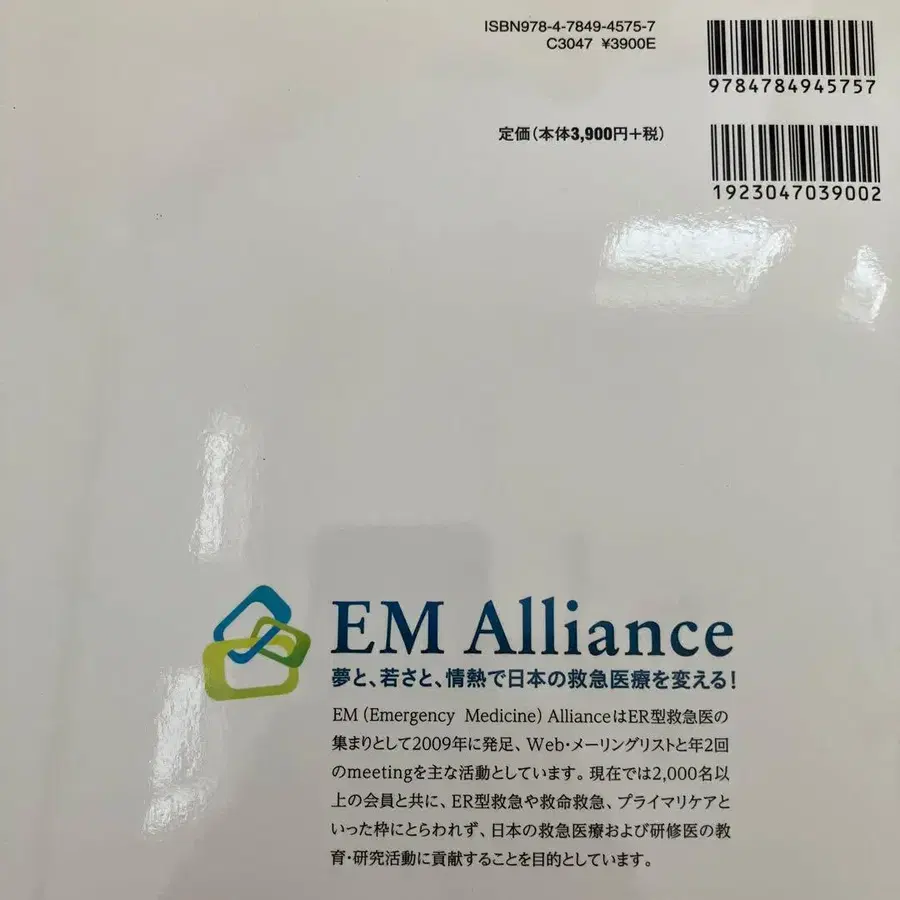 ISBN978-4-7849-4575-7
C3047 ¥3900E
9784784945757
定価(本体3,900円+税)
1923047039002
EM Alliance
夢と、若さと、情熱で日本の救急医療を変える!
EM(Emergency Medicine)AllianceはER型救急医の
集まりとして2009年に発足、Web・メーリングリストと年2回
のmeetingを主な活動としています。現在では2,000名以
上の会員と共に、ER型救急や救命救急、プライマリケアと
いった枠にとらわれず、日本の救急医療および研修医の教
育・研究活動に貢献することを目的としています。